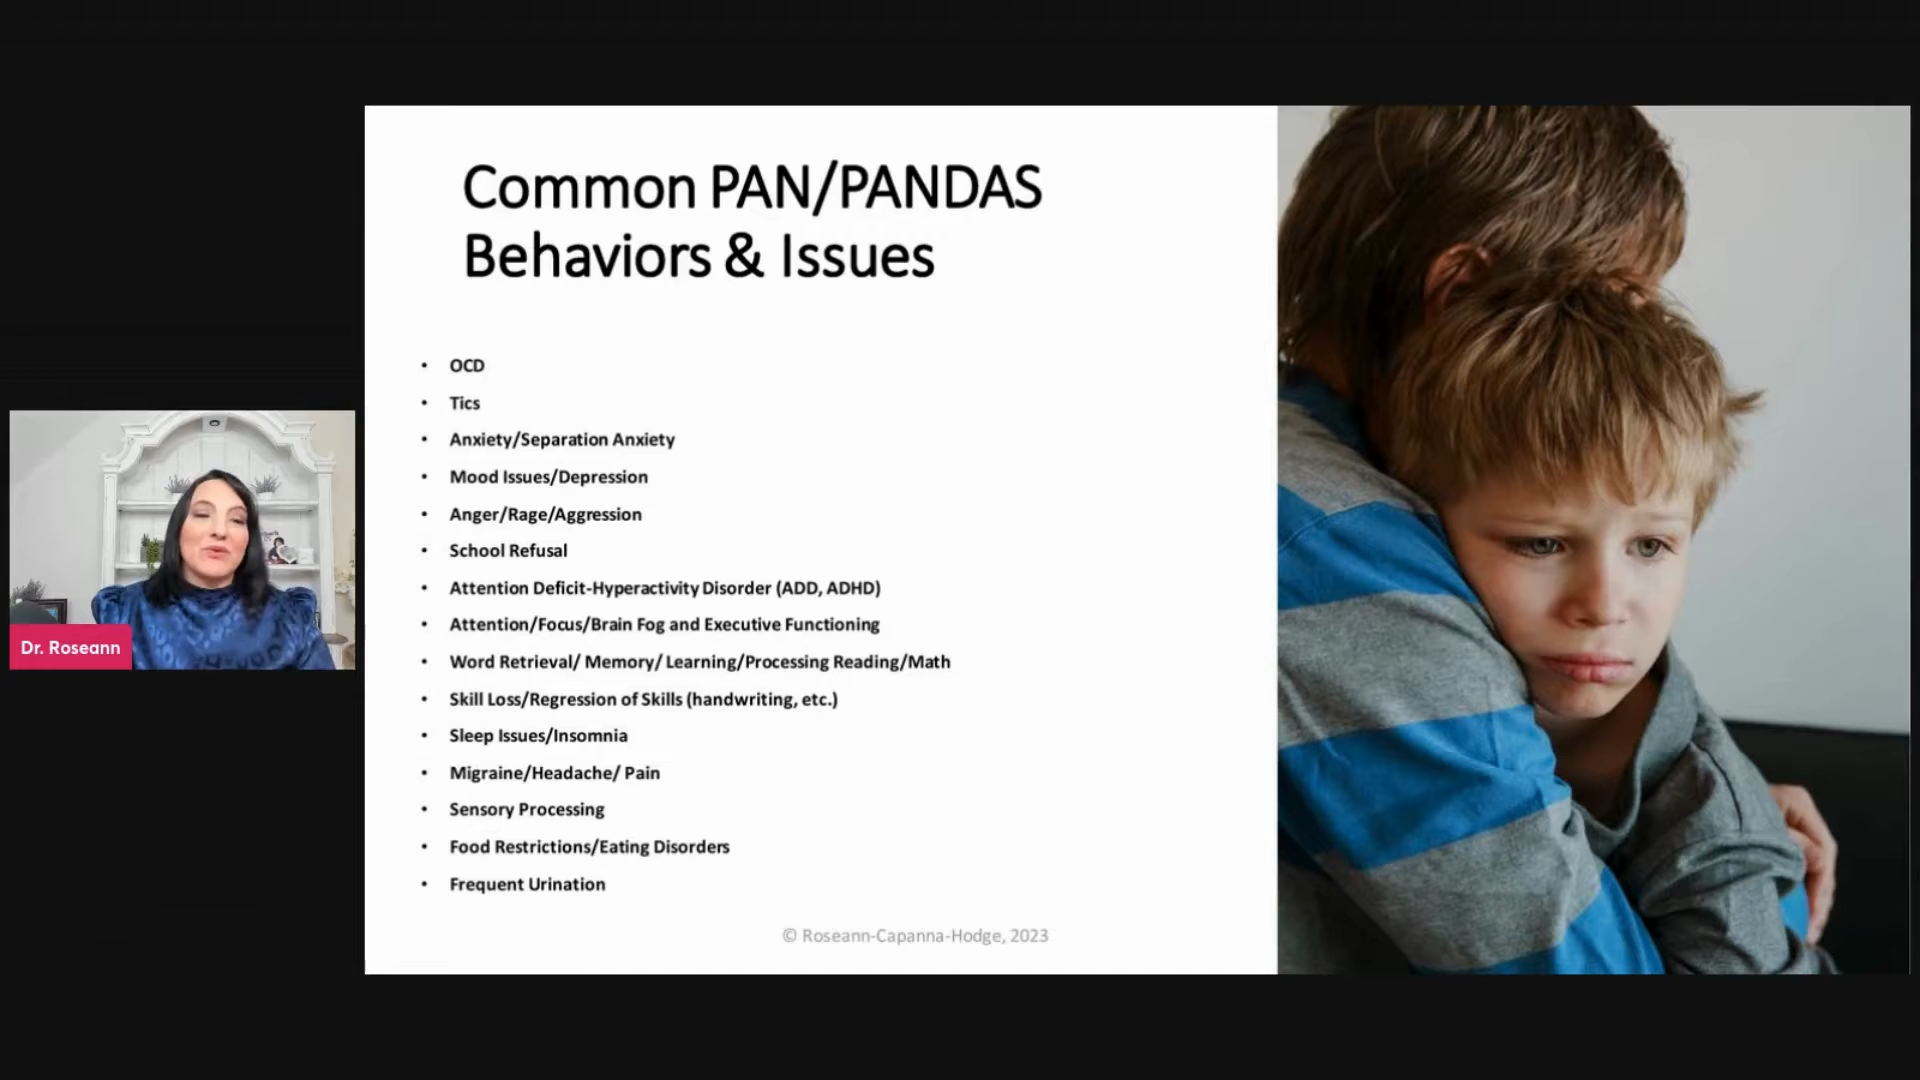 Common PAN/PANDAS
Behaviors & Issues
• OCD
• Tics
• Anxiety/Separation Anxiety
• Mood Issues/Depression
• Anger/Rage/Aggression
• School Refusal
• Attention Deficit-Hyperactivity Disorder (ADD, ADHD)
• Attention/Focus/Brain Fog and Executive Functioning
• Word Retrieval/ Memory/ Learning/Processing Reading/Math
• Skill Loss/Regression of Skills (handwriting, etc.)
• Sleep Issues/Insomnia
• Migraine/Headache/ Pain
• Sensory Processing
• Food Restrictions/Eating Disorders
• Frequent Urination
© Roseann-Capanna-Hodge, 2023
Dr. Roseann